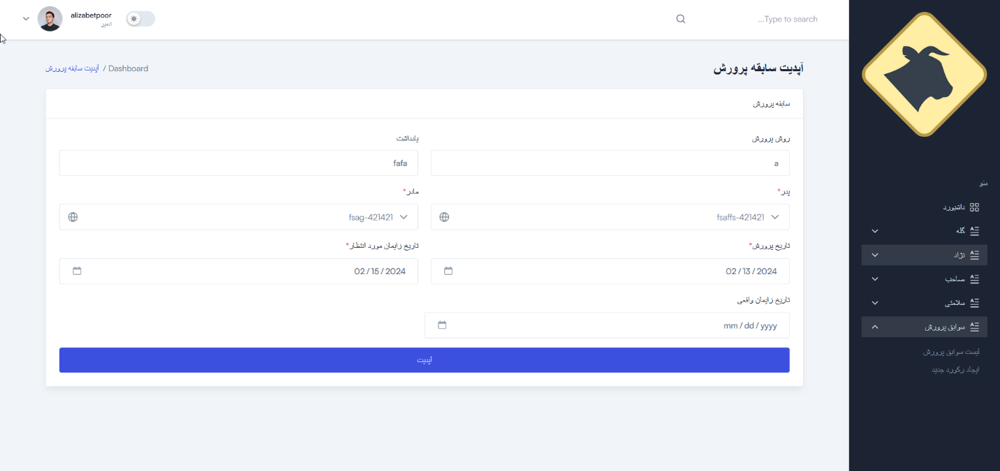 alizabetpoor
ادمین
Type to search...
آپدیت سابقه پرورش
Dashboard / آپدیت سابقه پرورش
سابقه پرورش
روش پرورش
یادداشت
a
fafa
پدر*
مادر*
fsaffs-421421
fsag-421421
تاریخ پرورش*
تاریخ زایمان مورد انتظار*
02 / 13 / 2024
02 / 15 / 2024
تاریخ زایمان واقعی
mm / dd / yyyy
آپدیت
منو
داشبورد
گله
نژاد
صاحب
سلامتی
سوابق پرورش
لیست سوابق پرورش
ایجاد رکورد جدید